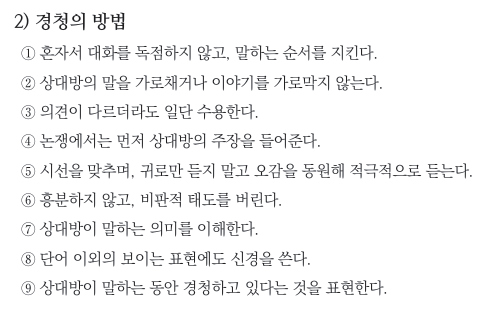 2) 경청의 방법
① 혼자서 대화를 독점하지 않고, 말하는 순서를 지킨다.
② 상대방의 말을 가로채거나 이야기를 가로막지 않는다.
③ 의견이 다르더라도 일단 수용한다.
④ 논쟁에서는 먼저 상대방의 주장을 들어준다.
⑤ 시선을 맞추며, 귀로만 듣지 말고 오감을 동원해 적극적으로 듣는다.
⑥ 흥분하지 않고, 비판적 태도를 버린다.
⑦ 상대방이 말하는 의미를 이해한다.
⑧ 단어 이외의 보이는 표현에도 신경을 쓴다.
⑨ 상대방이 말하는 동안 경청하고 있다는 것을 표현한다.